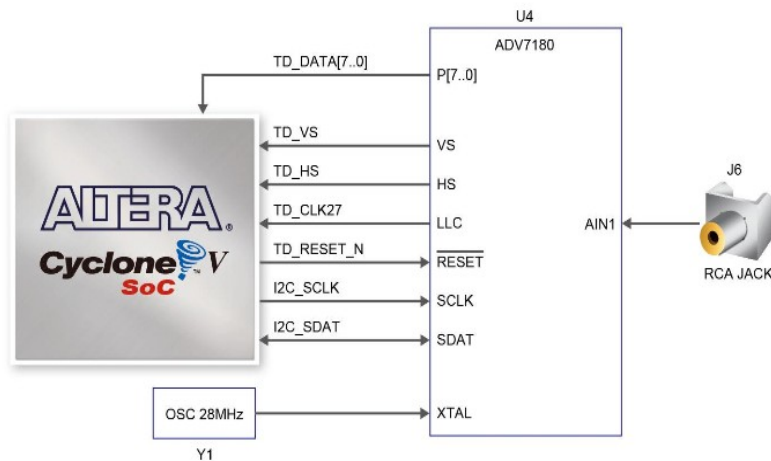 U4
ADV7180
TD_DATA[7..0]
P[7..0]
TD_VS
VS
TD_HS
HS
TD_CLK27
LLC
TD_RESET_N
RESET
I2C_SCLK
SCLK
I2C_SDAT
SDAT
ALTERA®
Cyclone™ V
SoC
AIN1
J6
RCA JACK
OSC 28MHz
XTAL
Y1